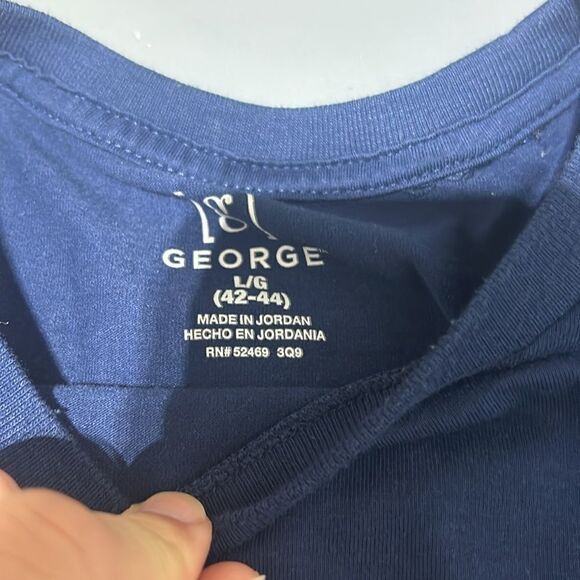 GEORGE
L/G
(42-44)
MADE IN JORDAN
HECHO EN JORDANIA
RN# 52469 3Q9